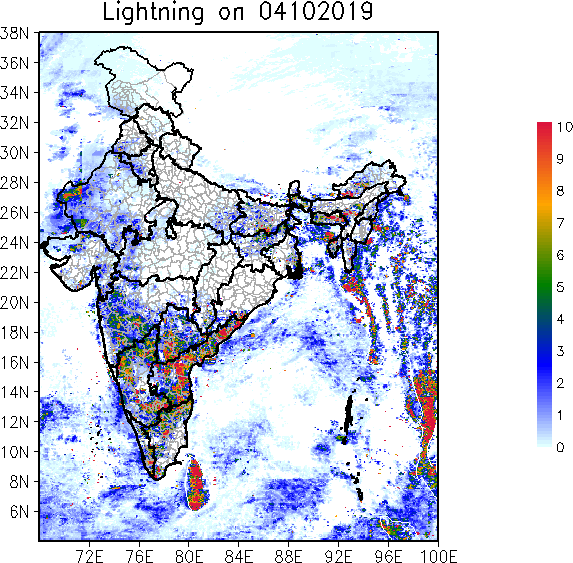 Lightning on 04102019
38N
36N
34N
32N
30N
28N
26N
24N
22N
20N
18N
16N
14N
12N
10N
8N
6N
72E 76E 80E 84E 88E 92E 96E 100E
10
9
8
7
6
5
4
3
2
1
0